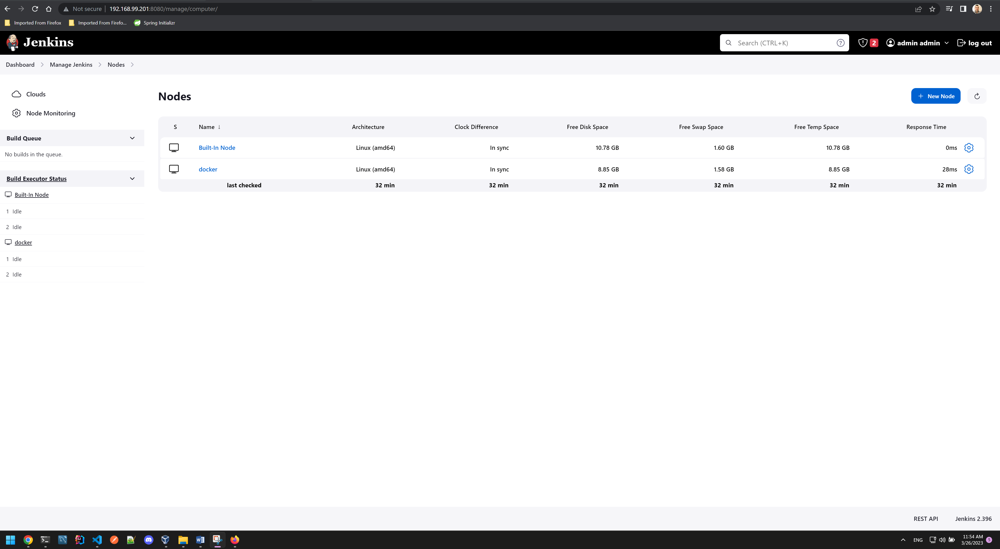 Not secure
192.168.99.201:8080/manage/computer/
Imported From Firefox
Imported From Firefo...
Spring Initializr
Jenkins
Search (CTRL+K)
2
admin admin
log out
Dashboard
Manage Jenkins
Nodes
Clouds
Node Monitoring
Build Queue
No builds in the queue.
Build Executor Status
Built-In Node
1 Idle
2 Idle
docker
1 Idle
2 Idle
Nodes
+ New Node
S Name ↓ Architecture Clock Difference Free Disk Space Free Swap Space Free Temp Space Response Time
Built-In Node Linux (amd64) In sync 10.78 GB 1.60 GB 10.78 GB 0ms
docker Linux (amd64) In sync 8.85 GB 1.58 GB 8.85 GB 28ms
last checked 32 min 32 min 32 min 32 min 32 min 32 min
REST API
Jenkins 2.396
ENG
11:54 AM
3/26/2023
5